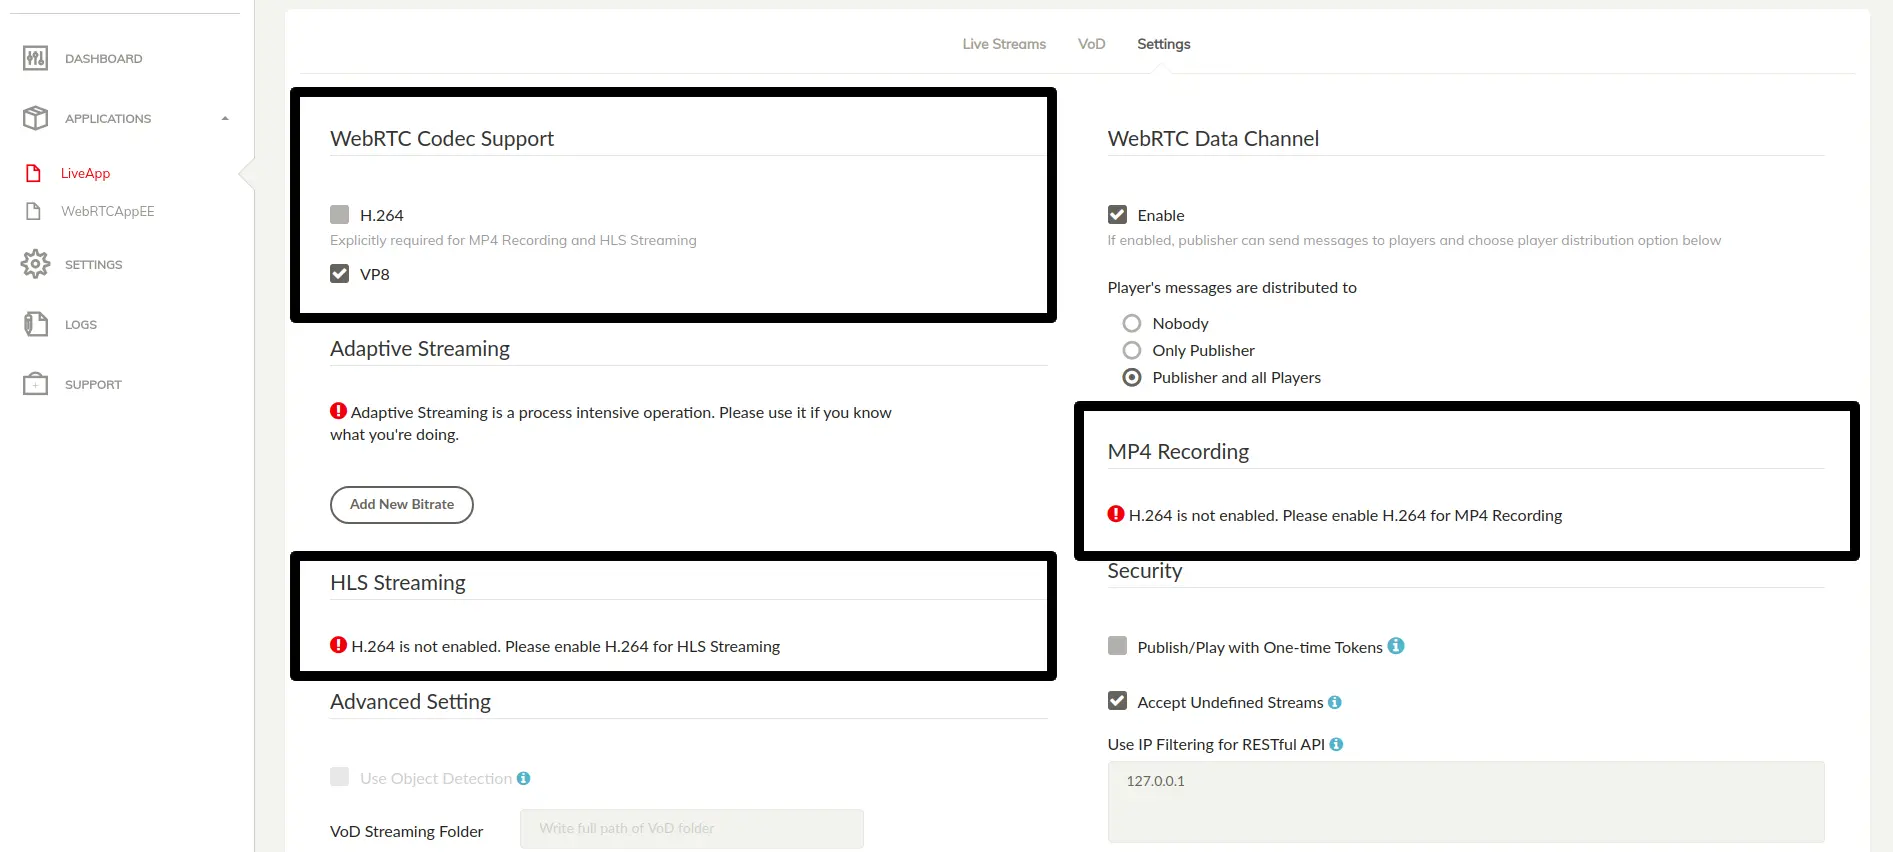 DASHBOARD
APPLICATIONS
LiveApp
WebRTCAppEE
SETTINGS
LOGS
SUPPORT
Live Streams VoD Settings
WebRTC Codec Support
H.264
Explicitly required for MP4 Recording and HLS Streaming
VP8
Adaptive Streaming
Adaptive Streaming is a process intensive operation. Please use it if you know
what you're doing.
Add New Bitrate
HLS Streaming
H.264 is not enabled. Please enable H.264 for HLS Streaming
Advanced Setting
Use Object Detection
VoD Streaming Folder Write full path of VoD folder
WebRTC Data Channel
Enable
If enabled, publisher can send messages to players and choose player distribution option below
Player's messages are distributed to
Nobody
Only Publisher
Publisher and all Players
MP4 Recording
H.264 is not enabled. Please enable H.264 for MP4 Recording
Security
Publish/Play with One-time Tokens
Accept Undefined Streams
Use IP Filtering for RESTful API
127.0.0.1